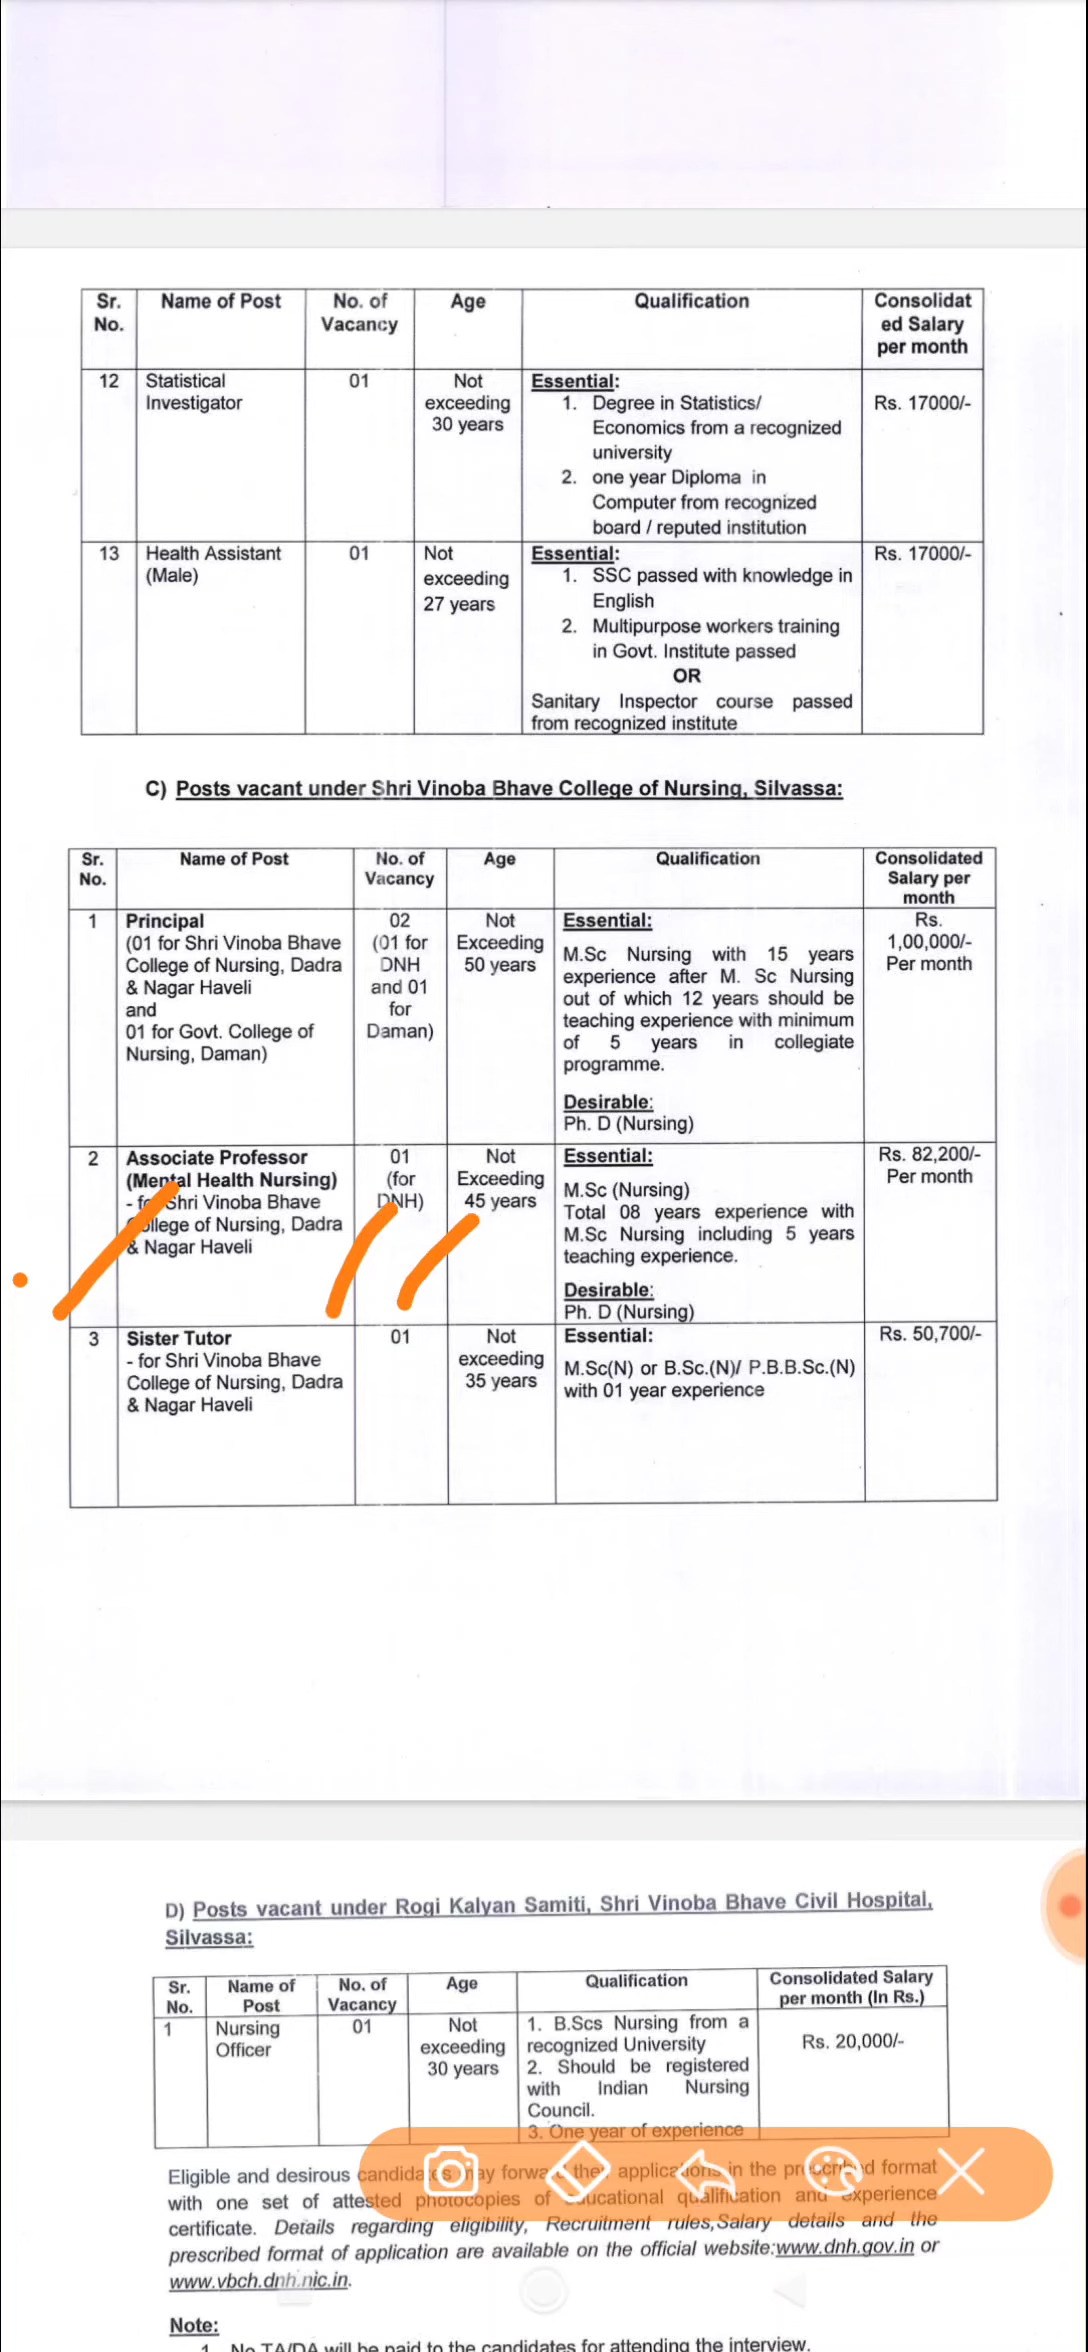 Sr. No. Name of Post No. of Vacancy Age Qualification Consolidat ed Salary per month
12 Statistical Investigator 01 Not exceeding 30 years Essential:
1. Degree in Statistics/
Economics from a recognized
university
2. one year Diploma in
Computer from recognized
board / reputed institution
Rs. 17000/-
13 Health Assistant (Male) 01 Not exceeding 27 years Essential:
1. SSC passed with knowledge in
English
2. Multipurpose workers training
in Govt. Institute passed
OR
Sanitary Inspector course passed
from recognized institute
Rs. 17000/-
C) Posts vacant under Shri Vinoba Bhave College of Nursing, Silvassa:
Sr. No. Name of Post No. of Vacancy Age Qualification Consolidated Salary per month
1 Principal
(01 for Shri Vinoba Bhave
College of Nursing, Dadra
& Nagar Haveli
and
01 for Govt. College of
Nursing, Daman)
02
(01 for
DNH
and 01
for
Daman)
Not
Exceeding
50 years
Essential:
M.Sc Nursing with 15 years
experience after M. Sc Nursing
out of which 12 years should be
teaching experience with minimum
of 5 years in collegiate
programme.
Desirable:
Ph. D (Nursing)
Rs.
1,00,000/-
Per month
2 Associate Professor
(Mental Health Nursing)
- for Shri Vinoba Bhave
College of Nursing, Dadra
& Nagar Haveli
01
(for
DNH)
Not
Exceeding
45 years
Essential:
M.Sc (Nursing)
Total 08 years experience with
M.Sc Nursing including 5 years
teaching experience.
Desirable:
Ph. D (Nursing)
Rs. 82,200/-
Per month
3 Sister Tutor
- for Shri Vinoba Bhave
College of Nursing, Dadra
& Nagar Haveli
01
Not
exceeding
35 years
Essential:
M.Sc(N) or B.Sc.(N)/ P.B.B.Sc.(N)
with 01 year experience
Rs. 50,700/-
D) Posts vacant under Rogi Kalyan Samiti, Shri Vinoba Bhave Civil Hospital,
Silvassa:
Sr. No. Name of Post No. of Vacancy Age Qualification Consolidated Salary per month (In Rs.)
1 Nursing Officer 01 Not exceeding 30 years
1. B.Scs Nursing from a
recognized University
2. Should be registered
with Indian Nursing
Council.
3. One year of experience
Rs. 20,000/-
Eligible and desirous candidates may forward their applications in the prescribed format
with one set of attested photocopies of educational qualification and experience
certificate. Details regarding eligibility, Recruitment rules,Salary details and the
prescribed format of application are available on the official website:www.dnh.gov.in or
www.vbch.dnh.nic.in.
Note:
1. No TA/DA will be paid to the candidates for attending the interview.